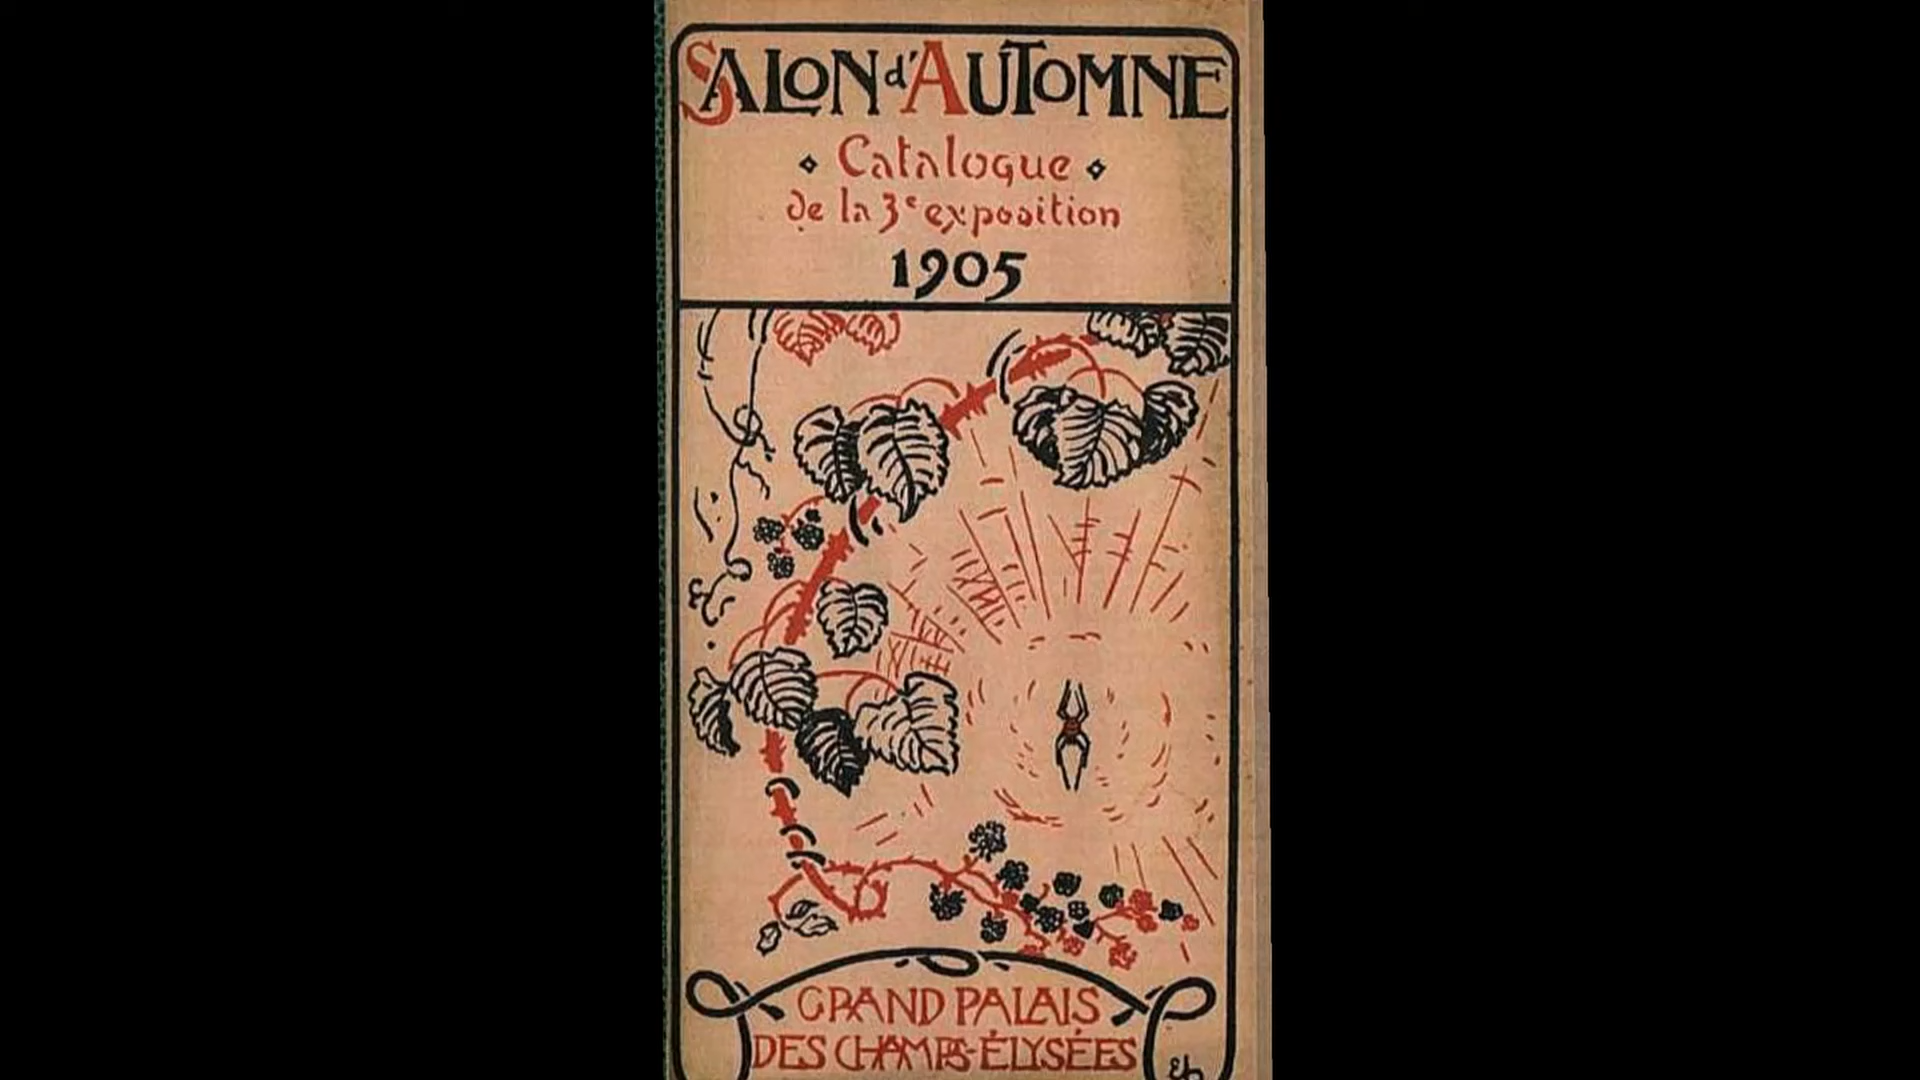 SALON d'AUTOMNE
Catalogue
de la 3e exposition
1905
GRAND PALAIS
DES CHAMPS-ÉLYSÉES